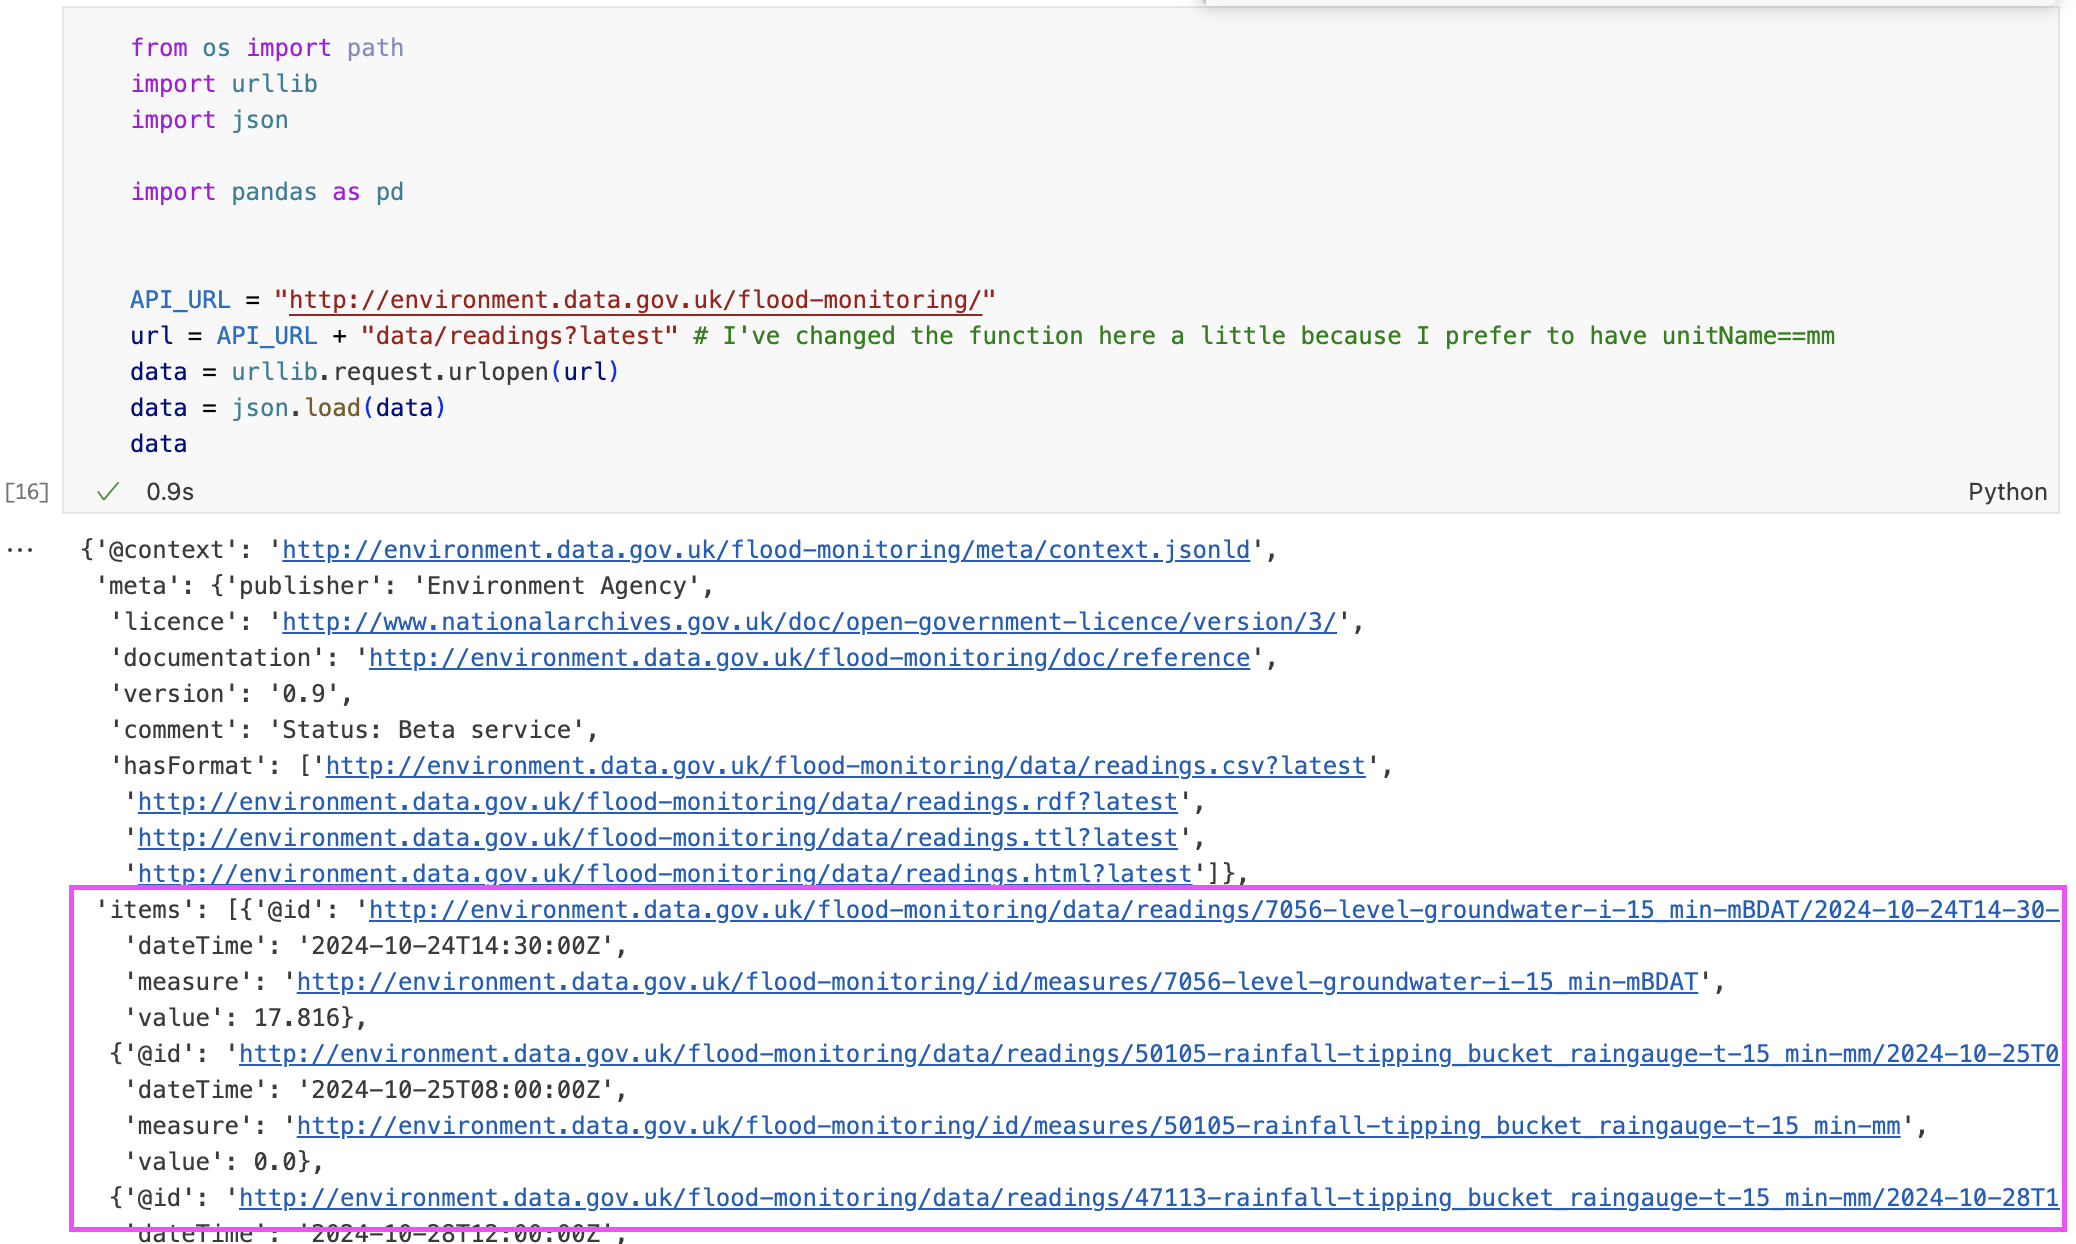 from os import path
import urllib
import json
import pandas as pd
API_URL = "http://environment.data.gov.uk/flood-monitoring/"
url = API_URL + "data/readings?latest" # I've changed the function here a little because I prefer to have unitName==mm
data = urllib.request.urlopen(url)
data = json.load(data)
data
[16] ✓ 0.9s Python
... {'@context': 'http://environment.data.gov.uk/flood-monitoring/meta/context.jsonld',
'meta': {'publisher': 'Environment Agency',
'licence': 'http://www.nationalarchives.gov.uk/doc/open-government-licence/version/3/',
'documentation': 'http://environment.data.gov.uk/flood-monitoring/doc/reference',
'version': '0.9',
'comment': 'Status: Beta service',
'hasFormat': ['http://environment.data.gov.uk/flood-monitoring/data/readings.csv?latest',
'http://environment.data.gov.uk/flood-monitoring/data/readings.rdf?latest',
'http://environment.data.gov.uk/flood-monitoring/data/readings.ttl?latest',
'http://environment.data.gov.uk/flood-monitoring/data/readings.html?latest']},
'items': [{'@id': 'http://environment.data.gov.uk/flood-monitoring/data/readings/7056-level-groundwater-i-15_min-mBDAT/2024-10-24T14-30-
'dateTime': '2024-10-24T14:30:00Z',
'measure': 'http://environment.data.gov.uk/flood-monitoring/id/measures/7056-level-groundwater-i-15_min-mBDAT',
'value': 17.816},
{'@id': 'http://environment.data.gov.uk/flood-monitoring/data/readings/50105-rainfall-tipping_bucket_raingauge-t-15_min-mm/2024-10-25T0
'dateTime': '2024-10-25T08:00:00Z',
'measure': 'http://environment.data.gov.uk/flood-monitoring/id/measures/50105-rainfall-tipping_bucket_raingauge-t-15_min-mm',
'value': 0.0},
{'@id': 'http://environment.data.gov.uk/flood-monitoring/data/readings/47113-rainfall-tipping_bucket_raingauge-t-15_min-mm/2024-10-28T1
'dateTime': '2024-10-28T12:00:00Z',